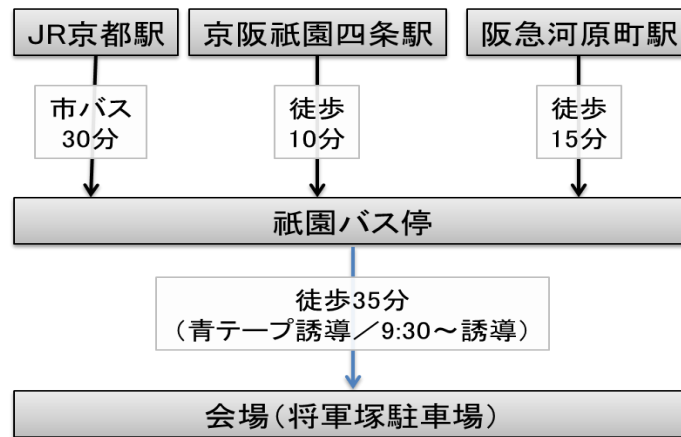 JR京都駅
京阪祇園四条駅
阪急河原町駅
市バス
30分
徒歩
10分
徒歩
15分
祇園バス停
徒歩35分
（青テープ誘導／9:30～誘導）
会場（将軍塚駐車場）